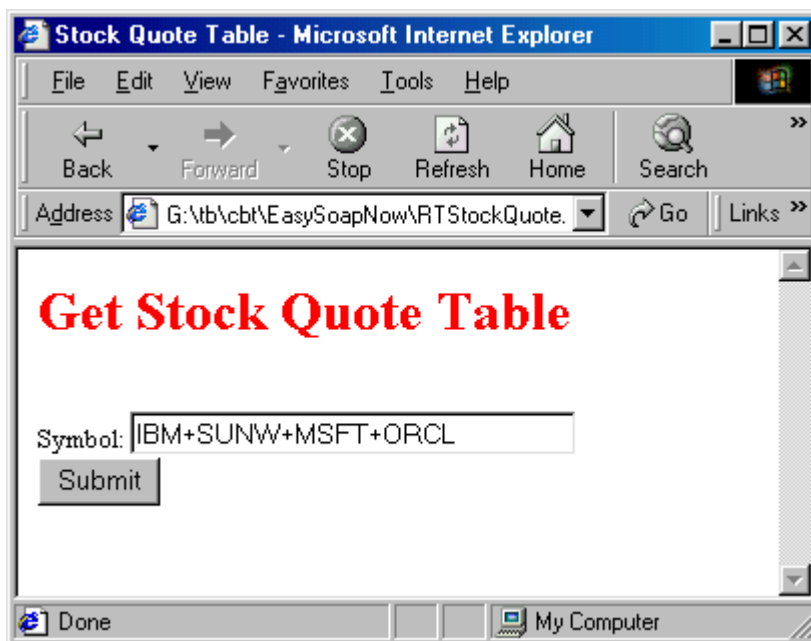 Stock Quote Table - Microsoft Internet Explorer
File Edit View Favorites Tools Help
Back Forward Stop Refresh Home Search »
Address G:\tb\cbt\EasySoapNow\RTStockQuote. Go Links »
Get Stock Quote Table
Symbol: IBM+SUNW+MSFT+ORCL
Submit
Done My Computer